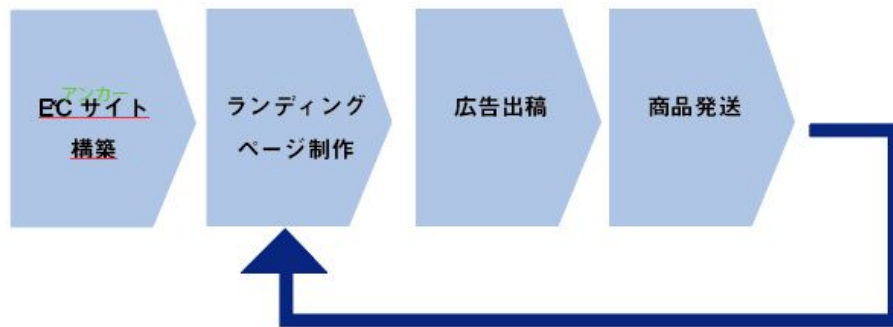 アンカー
ECサイト
構築
ランディング
ページ制作
広告出稿
商品発送